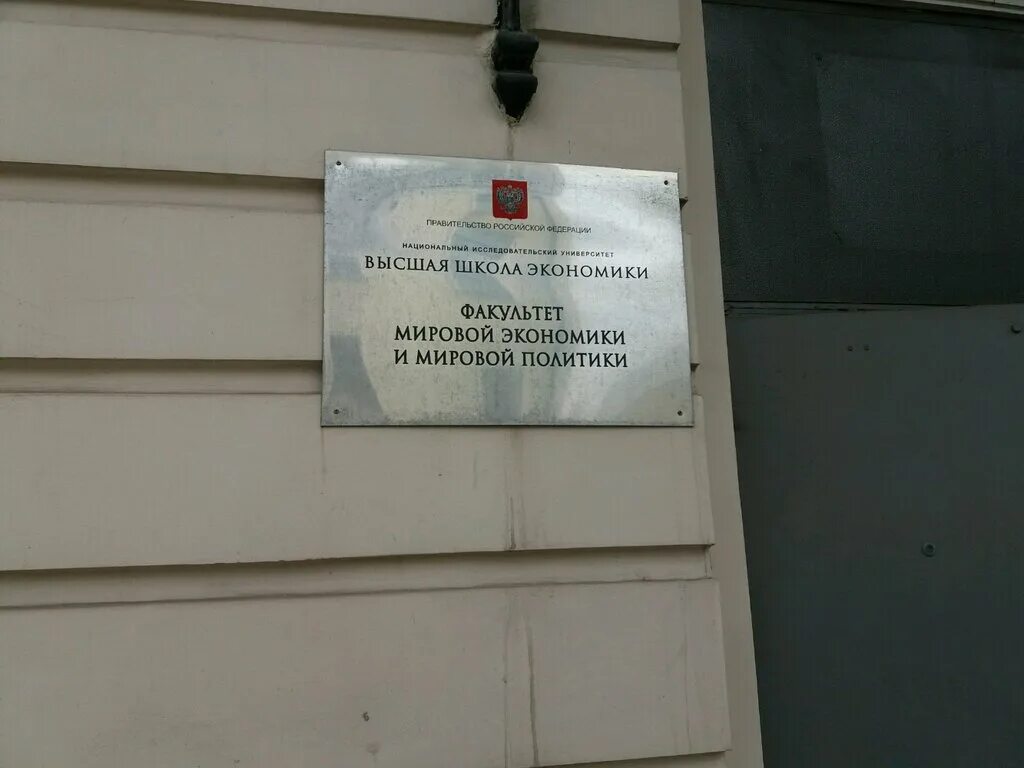 ПРАВИТЕЛЬСТВО РОССИЙСКОЙ ФЕДЕРАЦИИ
НАЦИОНАЛЬНЫЙ ИССЛЕДОВАТЕЛЬСКИЙ УНИВЕРСИТЕТ
ВЫСШАЯ ШКОЛА ЭКОНОМИКИ
ФАКУЛЬТЕТ
МИРОВОЙ ЭКОНОМИКИ
И МИРОВОЙ ПОЛИТИКИ